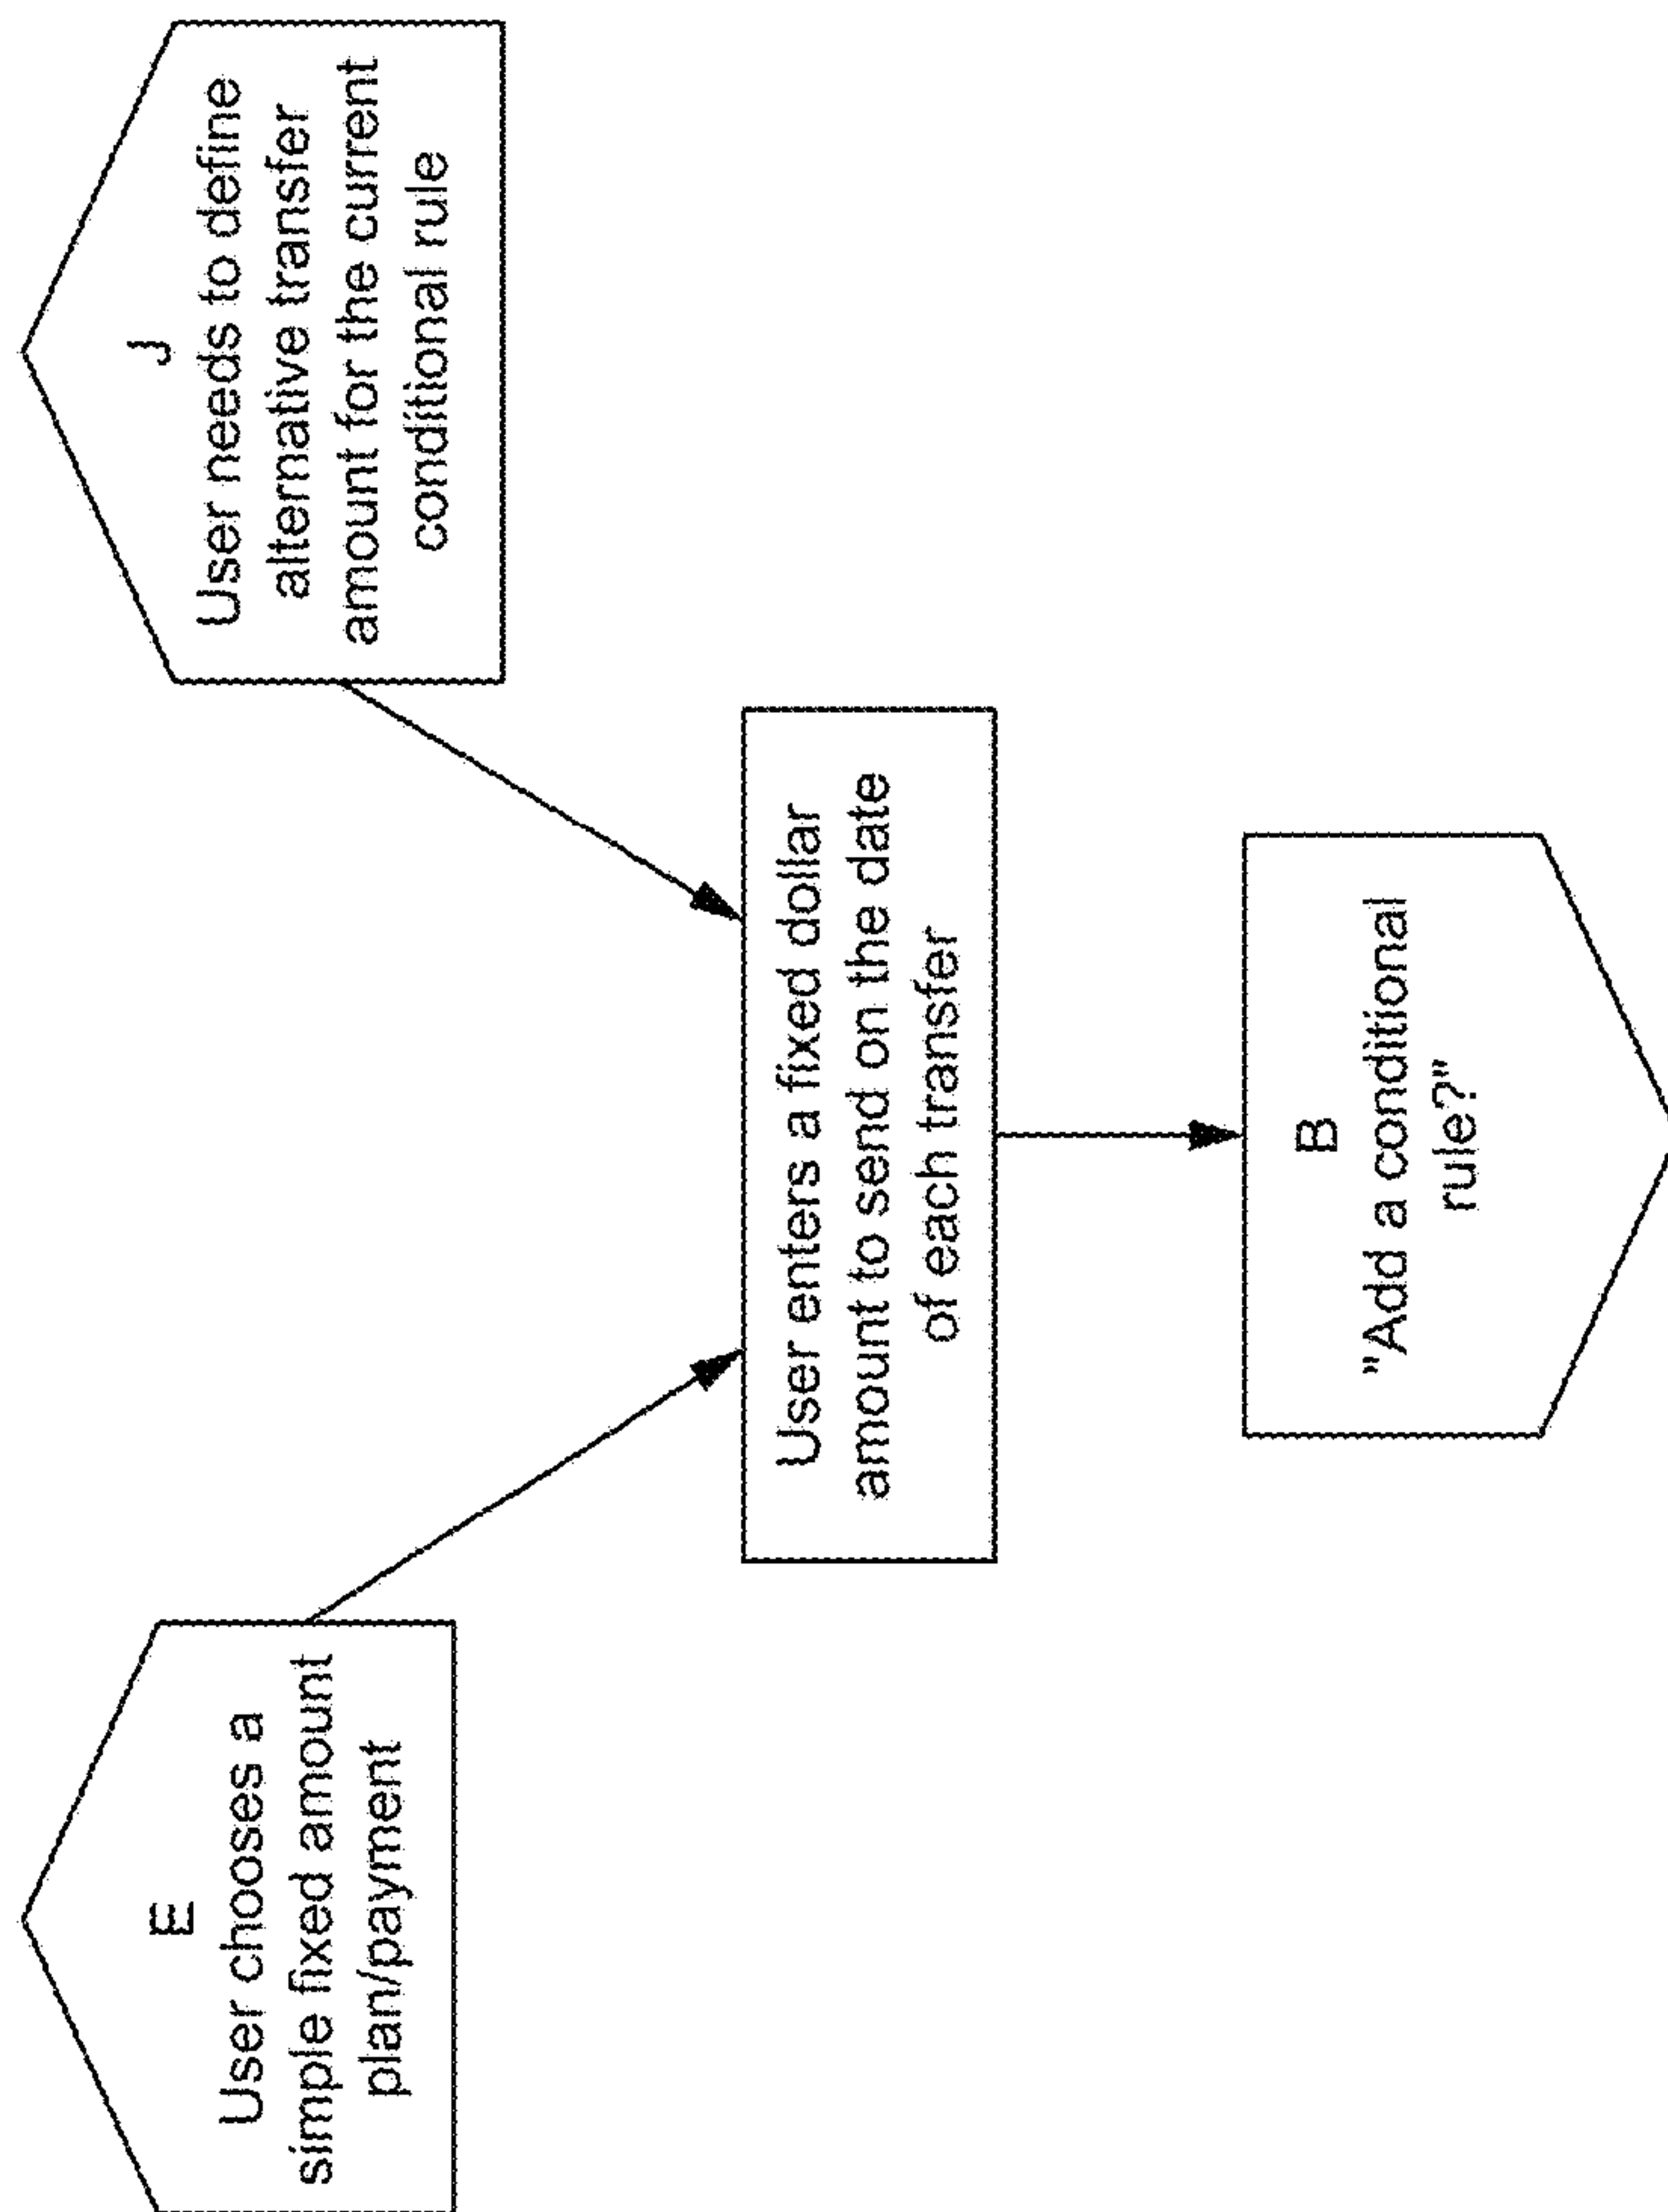 E
User chooses a
simple fixed amount
plan/payment
J
User needs to define
alternative transfer
amount for the current
conditional rule
User enters a fixed dollar
amount to send on the date
of each transfer
B
"Add a conditional
rule?"